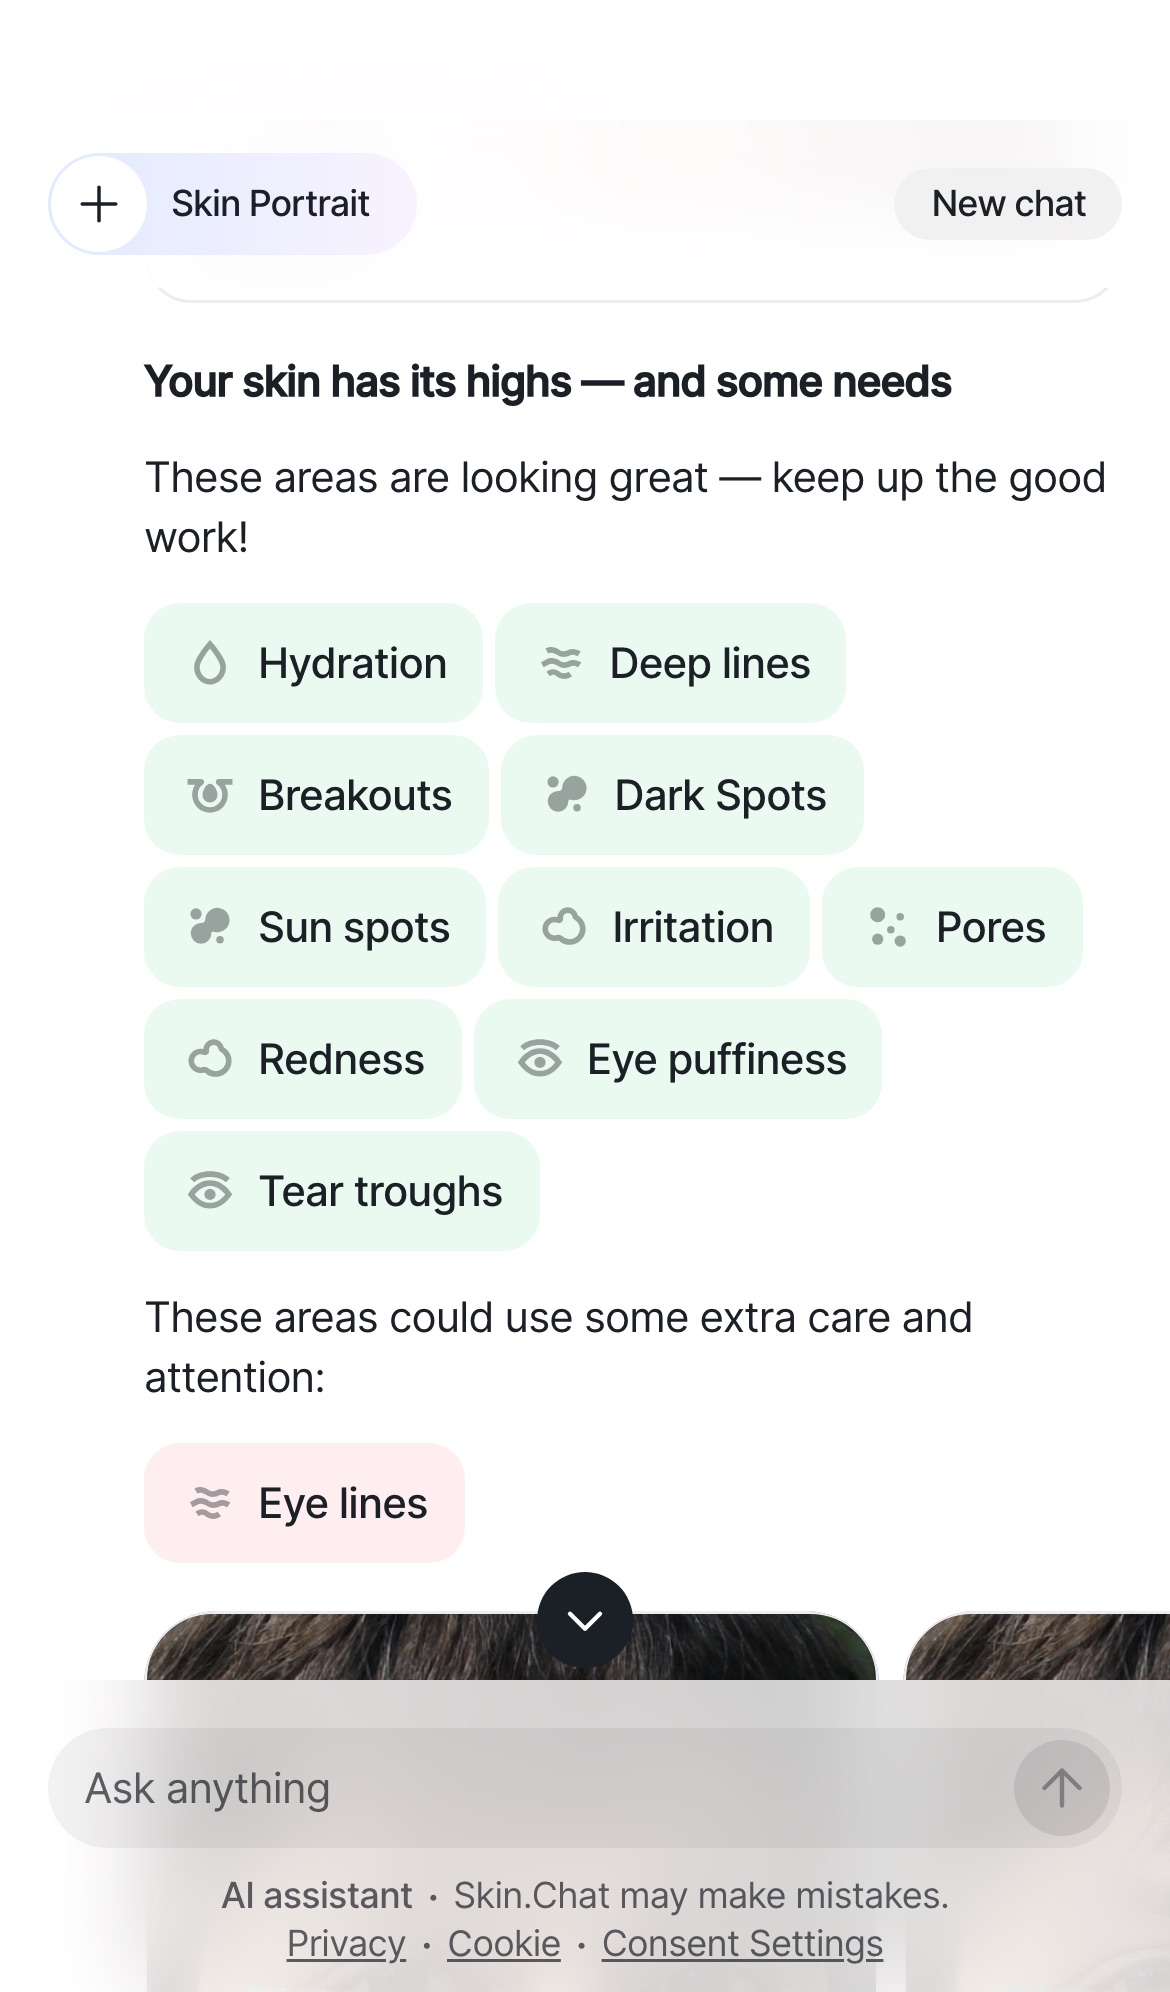 Skin Portrait
New chat
Your skin has its highs — and some needs
These areas are looking great — keep up the good
work!
Hydration
Deep lines
Breakouts
Dark Spots
Sun spots
Irritation
Pores
Redness
Eye puffiness
Tear troughs
These areas could use some extra care and
attention:
Eye lines
Ask anything
AI assistant · Skin.Chat may make mistakes.
Privacy · Cookie · Consent Settings